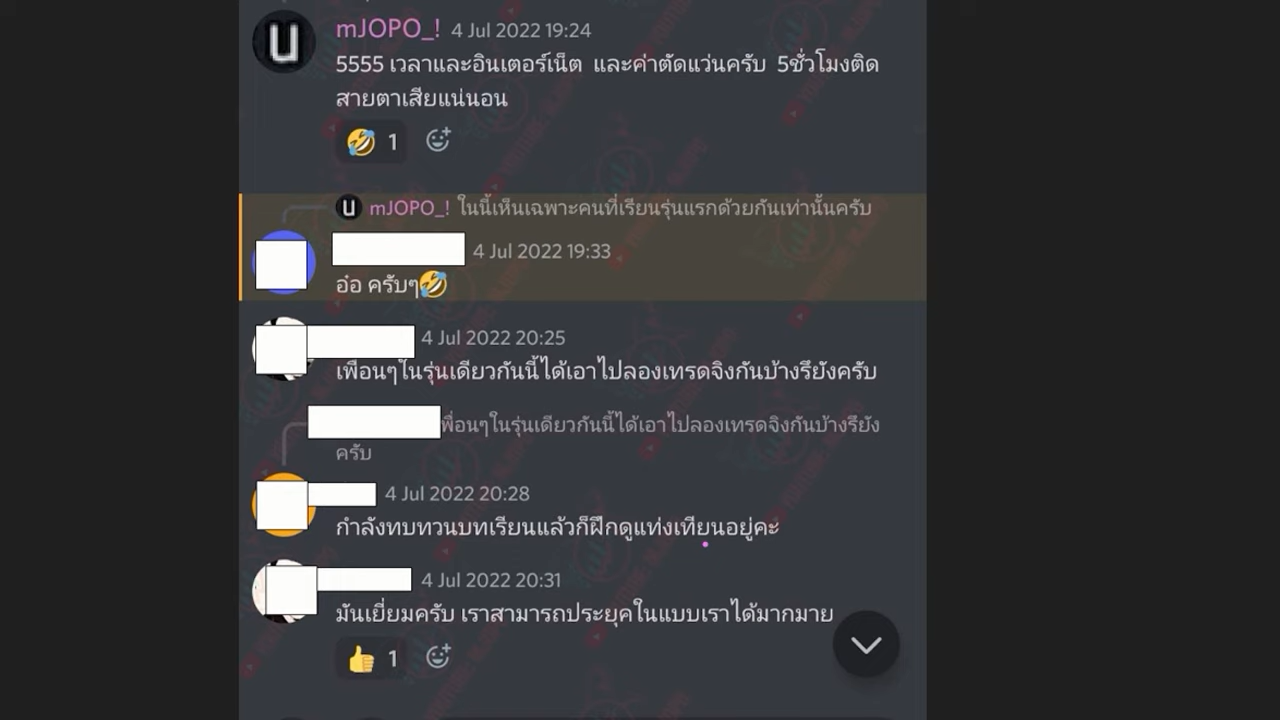 mJOPO_! 4 Jul 2022 19:24
5555 เวลาและอินเตอร์เน็ต และค่าตัดแว่นครับ 5ชั่วโมงติด
สายตาเสียแน่นอน
1
mJOPO_! ในนี้เห็นเฉพาะคนที่เรียนรุ่นแรกด้วยกันเท่านั้นครับ
4 Jul 2022 19:33
อ๋อ ครับๆ
4 Jul 2022 20:25
เพื่อนๆในรุ่นเดียวกันนี้ได้เอาไปลองเทรดจิงกันบ้างรึยังครับ
พื่อนๆในรุ่นเดียวกันนี้ได้เอาไปลองเทรดจิงกันบ้างรึยัง
ครับ
4 Jul 2022 20:28
กำลังทบทวนบทเรียนแล้วก็ฝึกดูแท่งเทียนอยู่คะ
4 Jul 2022 20:31
มันเยี่ยมครับ เราสามารถประยุคในแบบเราได้มากมาย
1